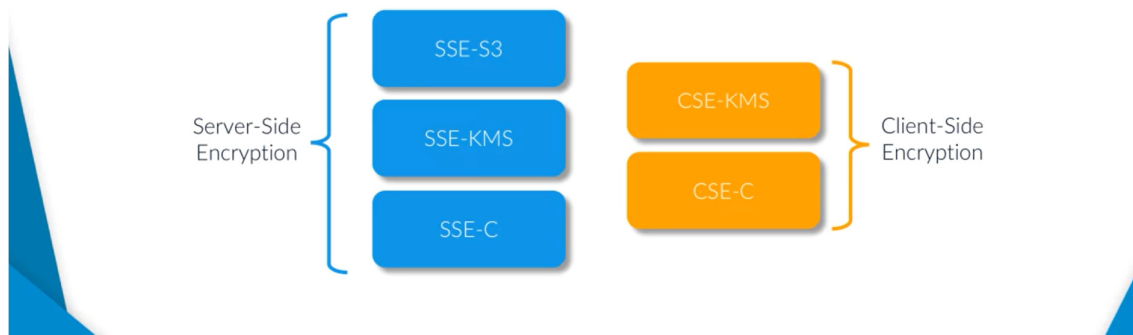 Server-Side
Encryption
SSE-S3
SSE-KMS
SSE-C
CSE-KMS
CSE-C
Client-Side
Encryption